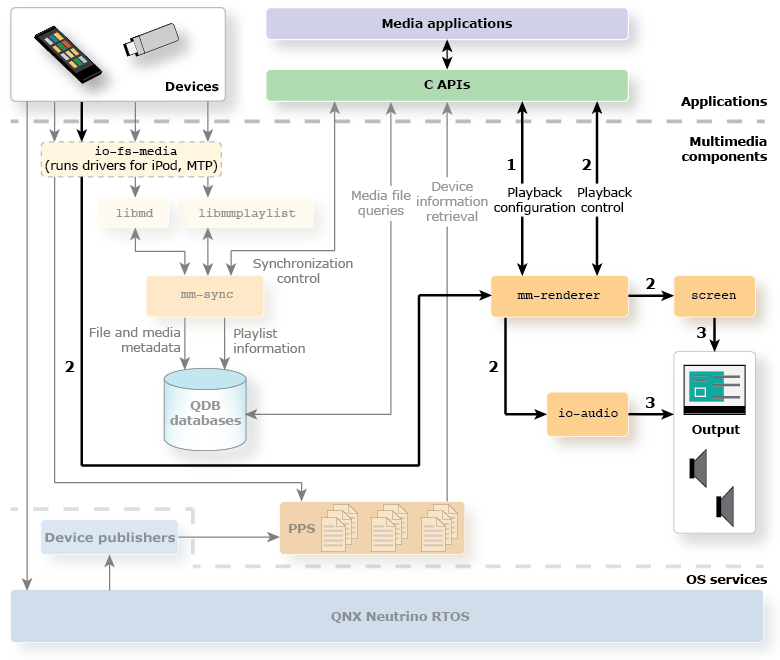 Media applications
Devices
C APIs
Applications
Multimedia
components
io-fs-media
(runs drivers for iPod, MTP)
1
2
libmd
libmmplaylist
Media file
queries
Device
information
retrieval
Playback
configuration
Playback
control
Synchronization
control
mm-sync
mm-renderer
2
screen
File and media
metadata
Playlist
information
3
2
2
QDB
databases
io-audio
3
Output
PPS
Device publishers
OS services
QNX Neutrino RTOS